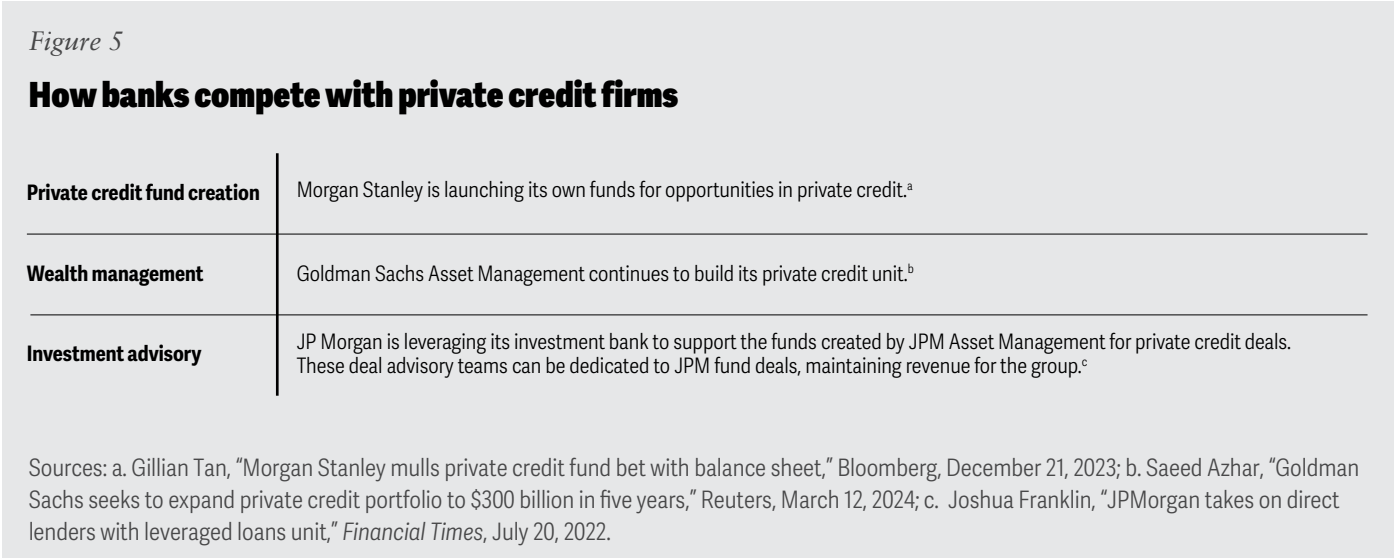 Figure 5
How banks compete with private credit firms
Private credit fund creation
Morgan Stanley is launching its own funds for opportunities in private credit.ᵃ
Wealth management
Goldman Sachs Asset Management continues to build its private credit unit.ᵇ
Investment advisory
JP Morgan is leveraging its investment bank to support the funds created by JPM Asset Management for private credit deals.
These deal advisory teams can be dedicated to JPM fund deals, maintaining revenue for the group.ᶜ
Sources: a. Gillian Tan, “Morgan Stanley mulls private credit fund bet with balance sheet,” Bloomberg, December 21, 2023; b. Saeed Azhar, “Goldman
Sachs seeks to expand private credit portfolio to $300 billion in five years,” Reuters, March 12, 2024; c. Joshua Franklin, “JPMorgan takes on direct
lenders with leveraged loans unit,” Financial Times, July 20, 2022.